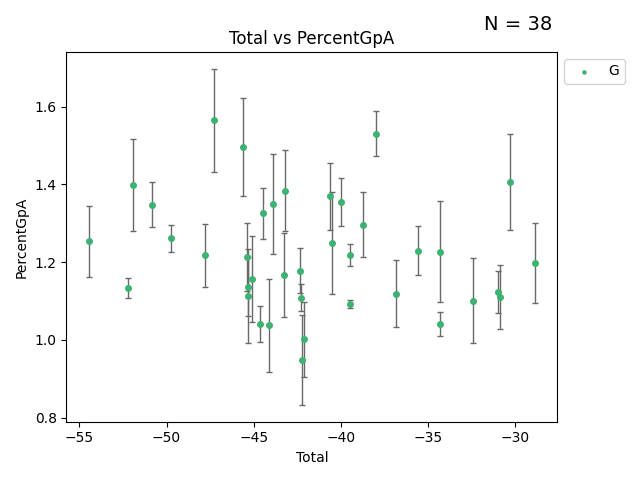 N = 38
Total vs PercentGpA
G
PercentGpA
1.6
1.4
1.2
1.0
0.8
−55 −50 −45 −40 −35 −30
Total